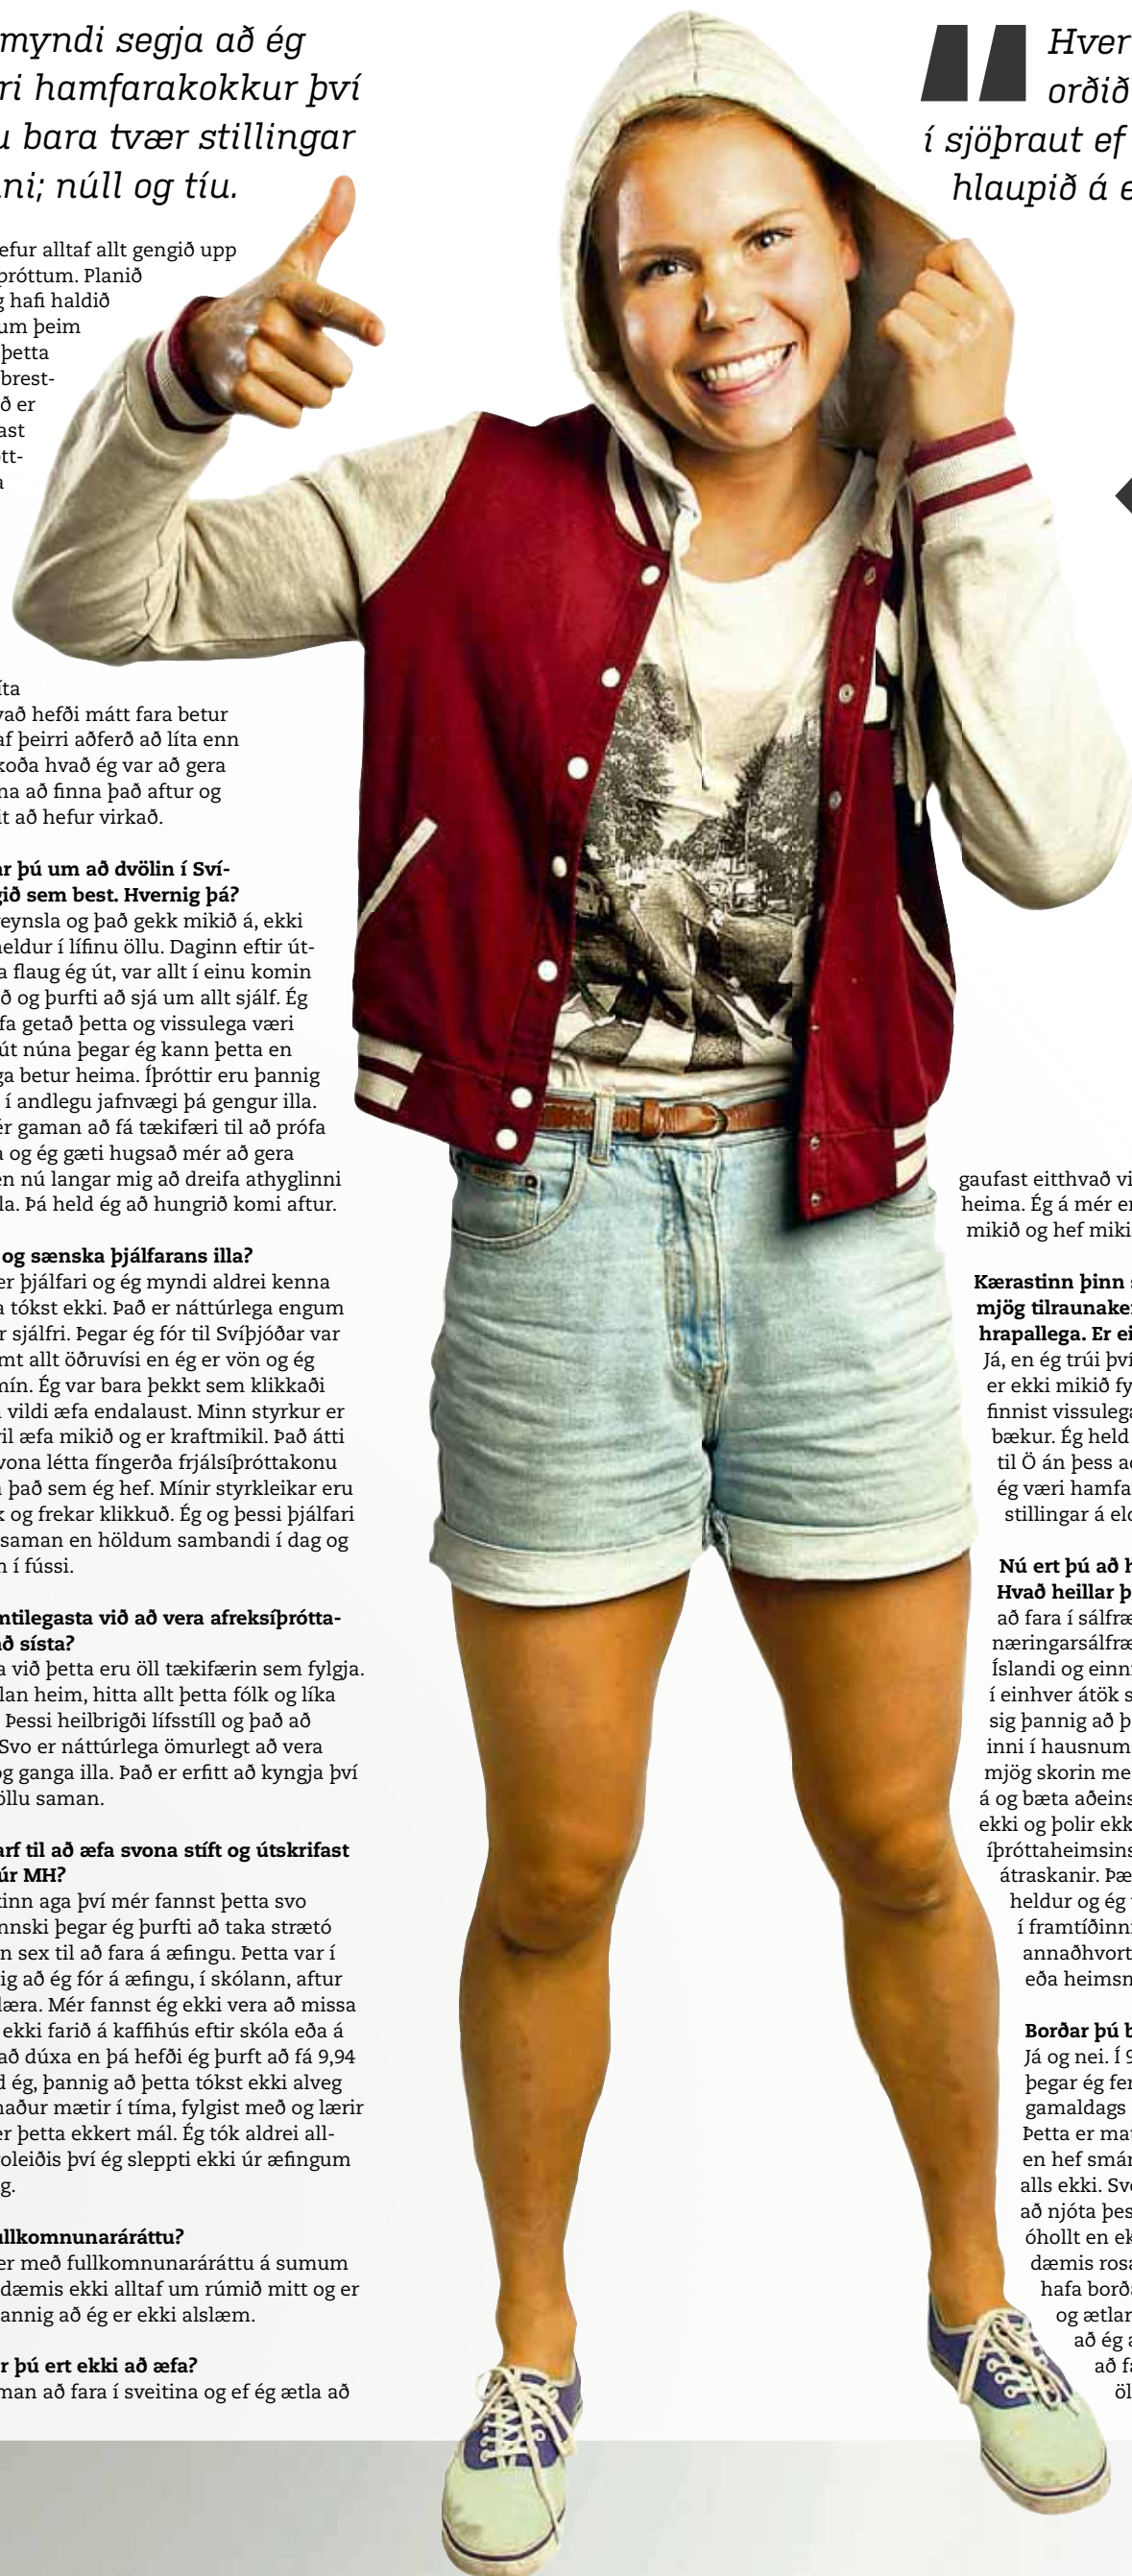 myndi segja að ég
ri hamfarakokkur því
u bara tvær stillingar
ni; núll og tíu.
efur alltaf allt gengið upp
þróttum. Planið
g hafi haldið
um þeim
þetta
brest-
ð er
ast
ótt-
a
íta
vað hefði mátt fara betur
af þeirri aðferð að líta enn
koða hvað ég var að gera
na að finna það aftur og
it að hefur virkað.
ar þú um að dvölin í Sví-
gið sem best. Hvernig þá?
eynsla og það gekk mikið á, ekki
heldur í lífinu öllu. Daginn eftir út-
a flaug ég út, var allt í einu komin
ð og þurfti að sjá um allt sjálf. Ég
fa getað þetta og vissulega væri
út núna þegar ég kann þetta en
ga betur heima. Íþróttir eru þannig
í andlegu jafnvægi þá gengur illa.
ér gaman að fá tækifæri til að prófa
a og ég gæti hugsað mér að gera
en nú langar mig að dreifa athyglinni
lla. Þá held ég að hungrið komi aftur.
og sænska þjálfarans illa?
er þjálfari og ég myndi aldrei kenna
a tókst ekki. Það er náttúrlega engum
r sjálfri. Þegar ég fór til Svíþjóðar var
mt allt öðruvísi en ég er vön og ég
mín. Ég var bara þekkt sem klikkaði
n vildi æfa endalaust. Minn styrkur er
vil æfa mikið og er kraftmikil. Það átti
vona létta fíngerða frjálsíþróttakonu
a það sem ég hef. Mínir styrkleikar eru
k og frekar klikkuð. Ég og þessi þjálfari
saman en höldum sambandi í dag og
n í fússi.
mtilegasta við að vera afreksíþrótta-
að sísta?
a við þetta eru öll tækifærin sem fylgja.
lan heim, hitta allt þetta fólk og líka
Þessi heilbrigði lífsstíll og það að
Svo er náttúrlega ömurlegt að vera
og ganga illa. Það er erfitt að kyngja því
öllu saman.
arf til að æfa svona stíft og útskrifast
úr MH?
kinn aga því mér fannst þetta svo
nnski þegar ég þurfti að taka strætó
n sex til að fara á æfingu. Þetta var í
ig að ég fór á æfingu, í skólann, aftur
læra. Mér fannst ég ekki vera að missa
ekki farið á kaffihús eftir skóla eða á
að dúxa en þá hefði ég þurft að fá 9,94
d ég, þannig að þetta tókst ekki alveg
maður mætir í tíma, fylgist með og lærir
er þetta ekkert mál. Ég tók aldrei all-
roleiðis því ég sleppti ekki úr æfingum
g.
ullkomnunaráráttu?
er með fullkomnunaráráttu á sumum
dæmis ekki alltaf um rúmið mitt og er
þannig að ég er ekki alslæm.
r þú ert ekki að æfa?
man að fara í sveitina og ef ég ætla að
Hver
orðið
í sjöþraut ef
hlaupið á e
gaufast eitthvað vi
heima. Ég á mér er
mikið og hef miki
Kærastinn þinn s
mjög tilraunaker
hrapallega. Er ei
Já, en ég trúi því
er ekki mikið fy
finnist vissulega
bækur. Ég held
til Ö án þess að
ég væri hamfa
stillingar á eld
Nú ert þú að h
Hvað heillar þ
að fara í sálfræ
næringarsálfræ
Íslandi og einni
í einhver átök s
sig þannig að þ
inni í hausnum
mjög skorin me
á og bæta aðeins
ekki og þolir ekk
íþróttaheimsins
átraskanir. Þæ
heldur og ég
í framtíðinni
annaðhvort
eða heimsn
Borðar þú b
Já og nei. Í 9
þegar ég fer
gamaldags
Þetta er mat
en hef smár
alls ekki. Sve
að njóta þes
óhollt en ek
dæmis rosa
hafa borða
og ætlar
að ég a
að fa
öl